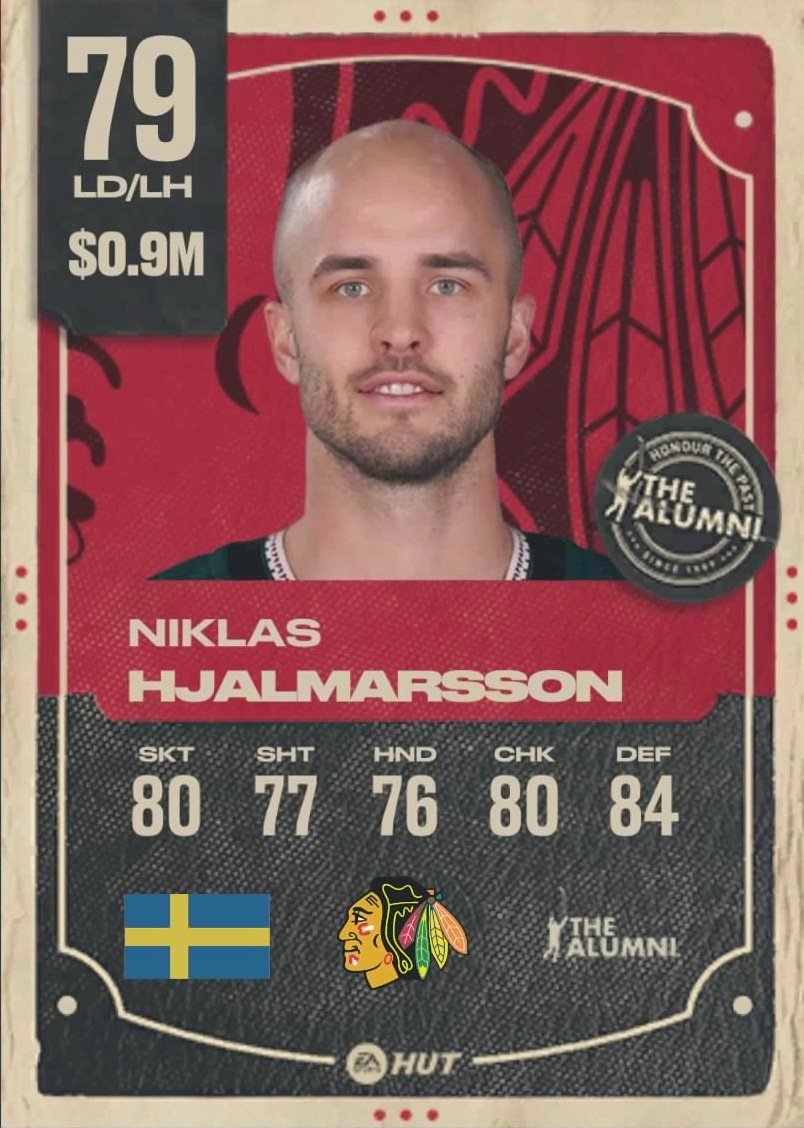 79
LD/LH
$0.9M
HONOUR THE PAST
THE
ALUMNI
NIKLAS
HJALMARSSON
SKT SHT HND CHK DEF
80 77 76 80 84
THE
ALUMNI
EA
HUT